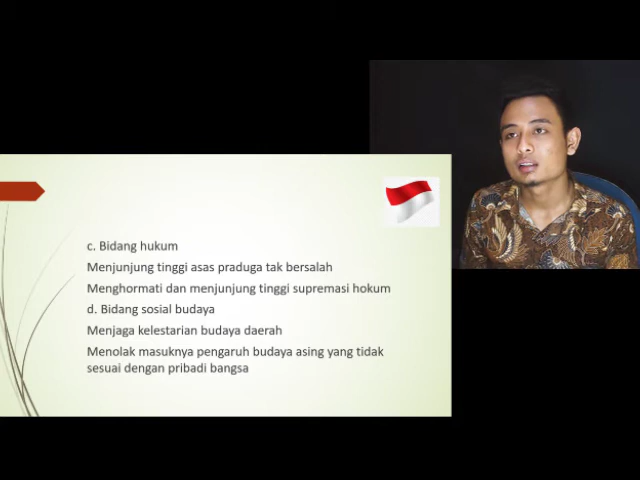 c. Bidang hukum
Menjunjung tinggi asas praduga tak bersalah
Menghormati dan menjunjung tinggi supremasi hokum
d. Bidang sosial budaya
Menjaga kelestarian budaya daerah
Menolak masuknya pengaruh budaya asing yang tidak
sesuai dengan pribadi bangsa